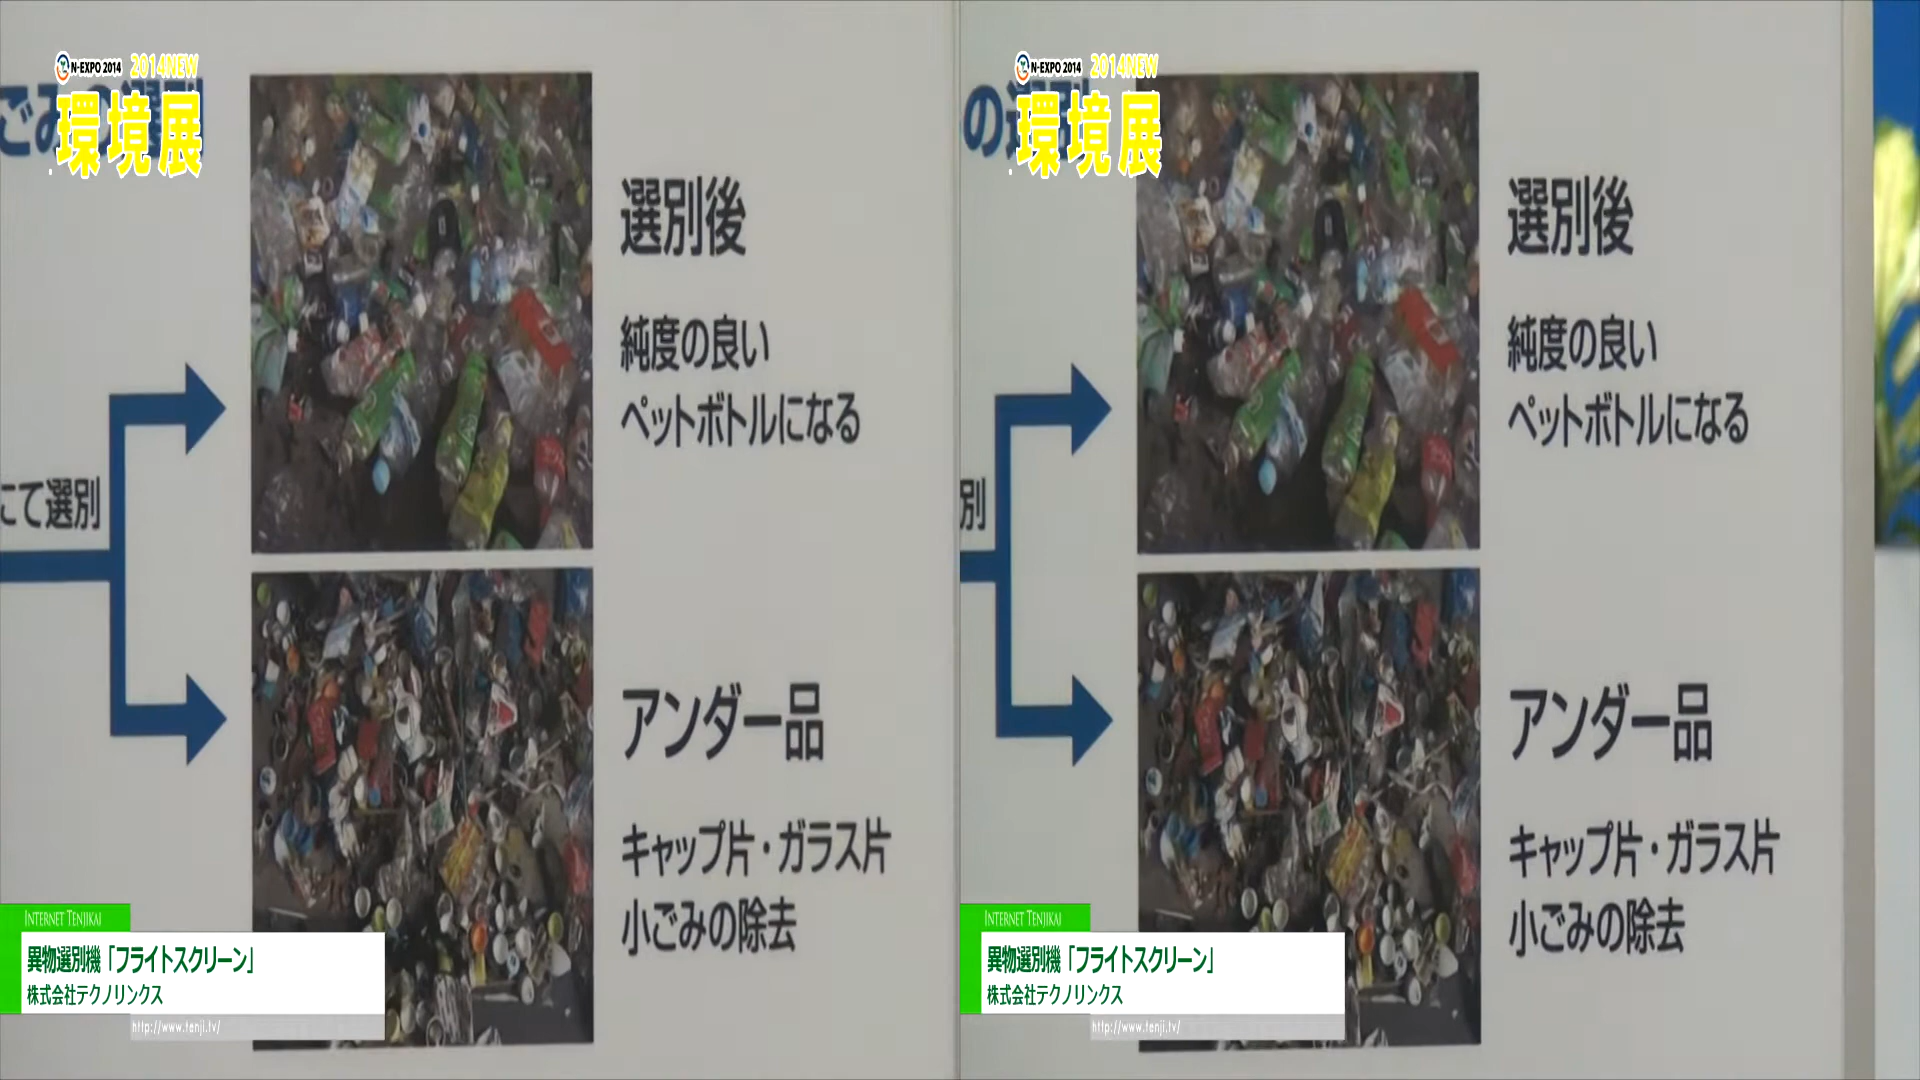 N-EXPO 2014 2014NEW
環境展
選別後
純度の良い
ペットボトルになる
にて選別
アンダー品
キャップ片・ガラス片
小ごみの除去
INTERNET TENJIKAI
異物選別機「フライトスクリーン」
株式会社テクノリンクス
http://www.tenji.tv/
N-EXPO 2014 2014NEW
環境展
選別後
純度の良い
ペットボトルになる
別
アンダー品
キャップ片・ガラス片
小ごみの除去
INTERNET TENJIKAI
異物選別機「フライトスクリーン」
株式会社テクノリンクス
http://www.tenji.tv/